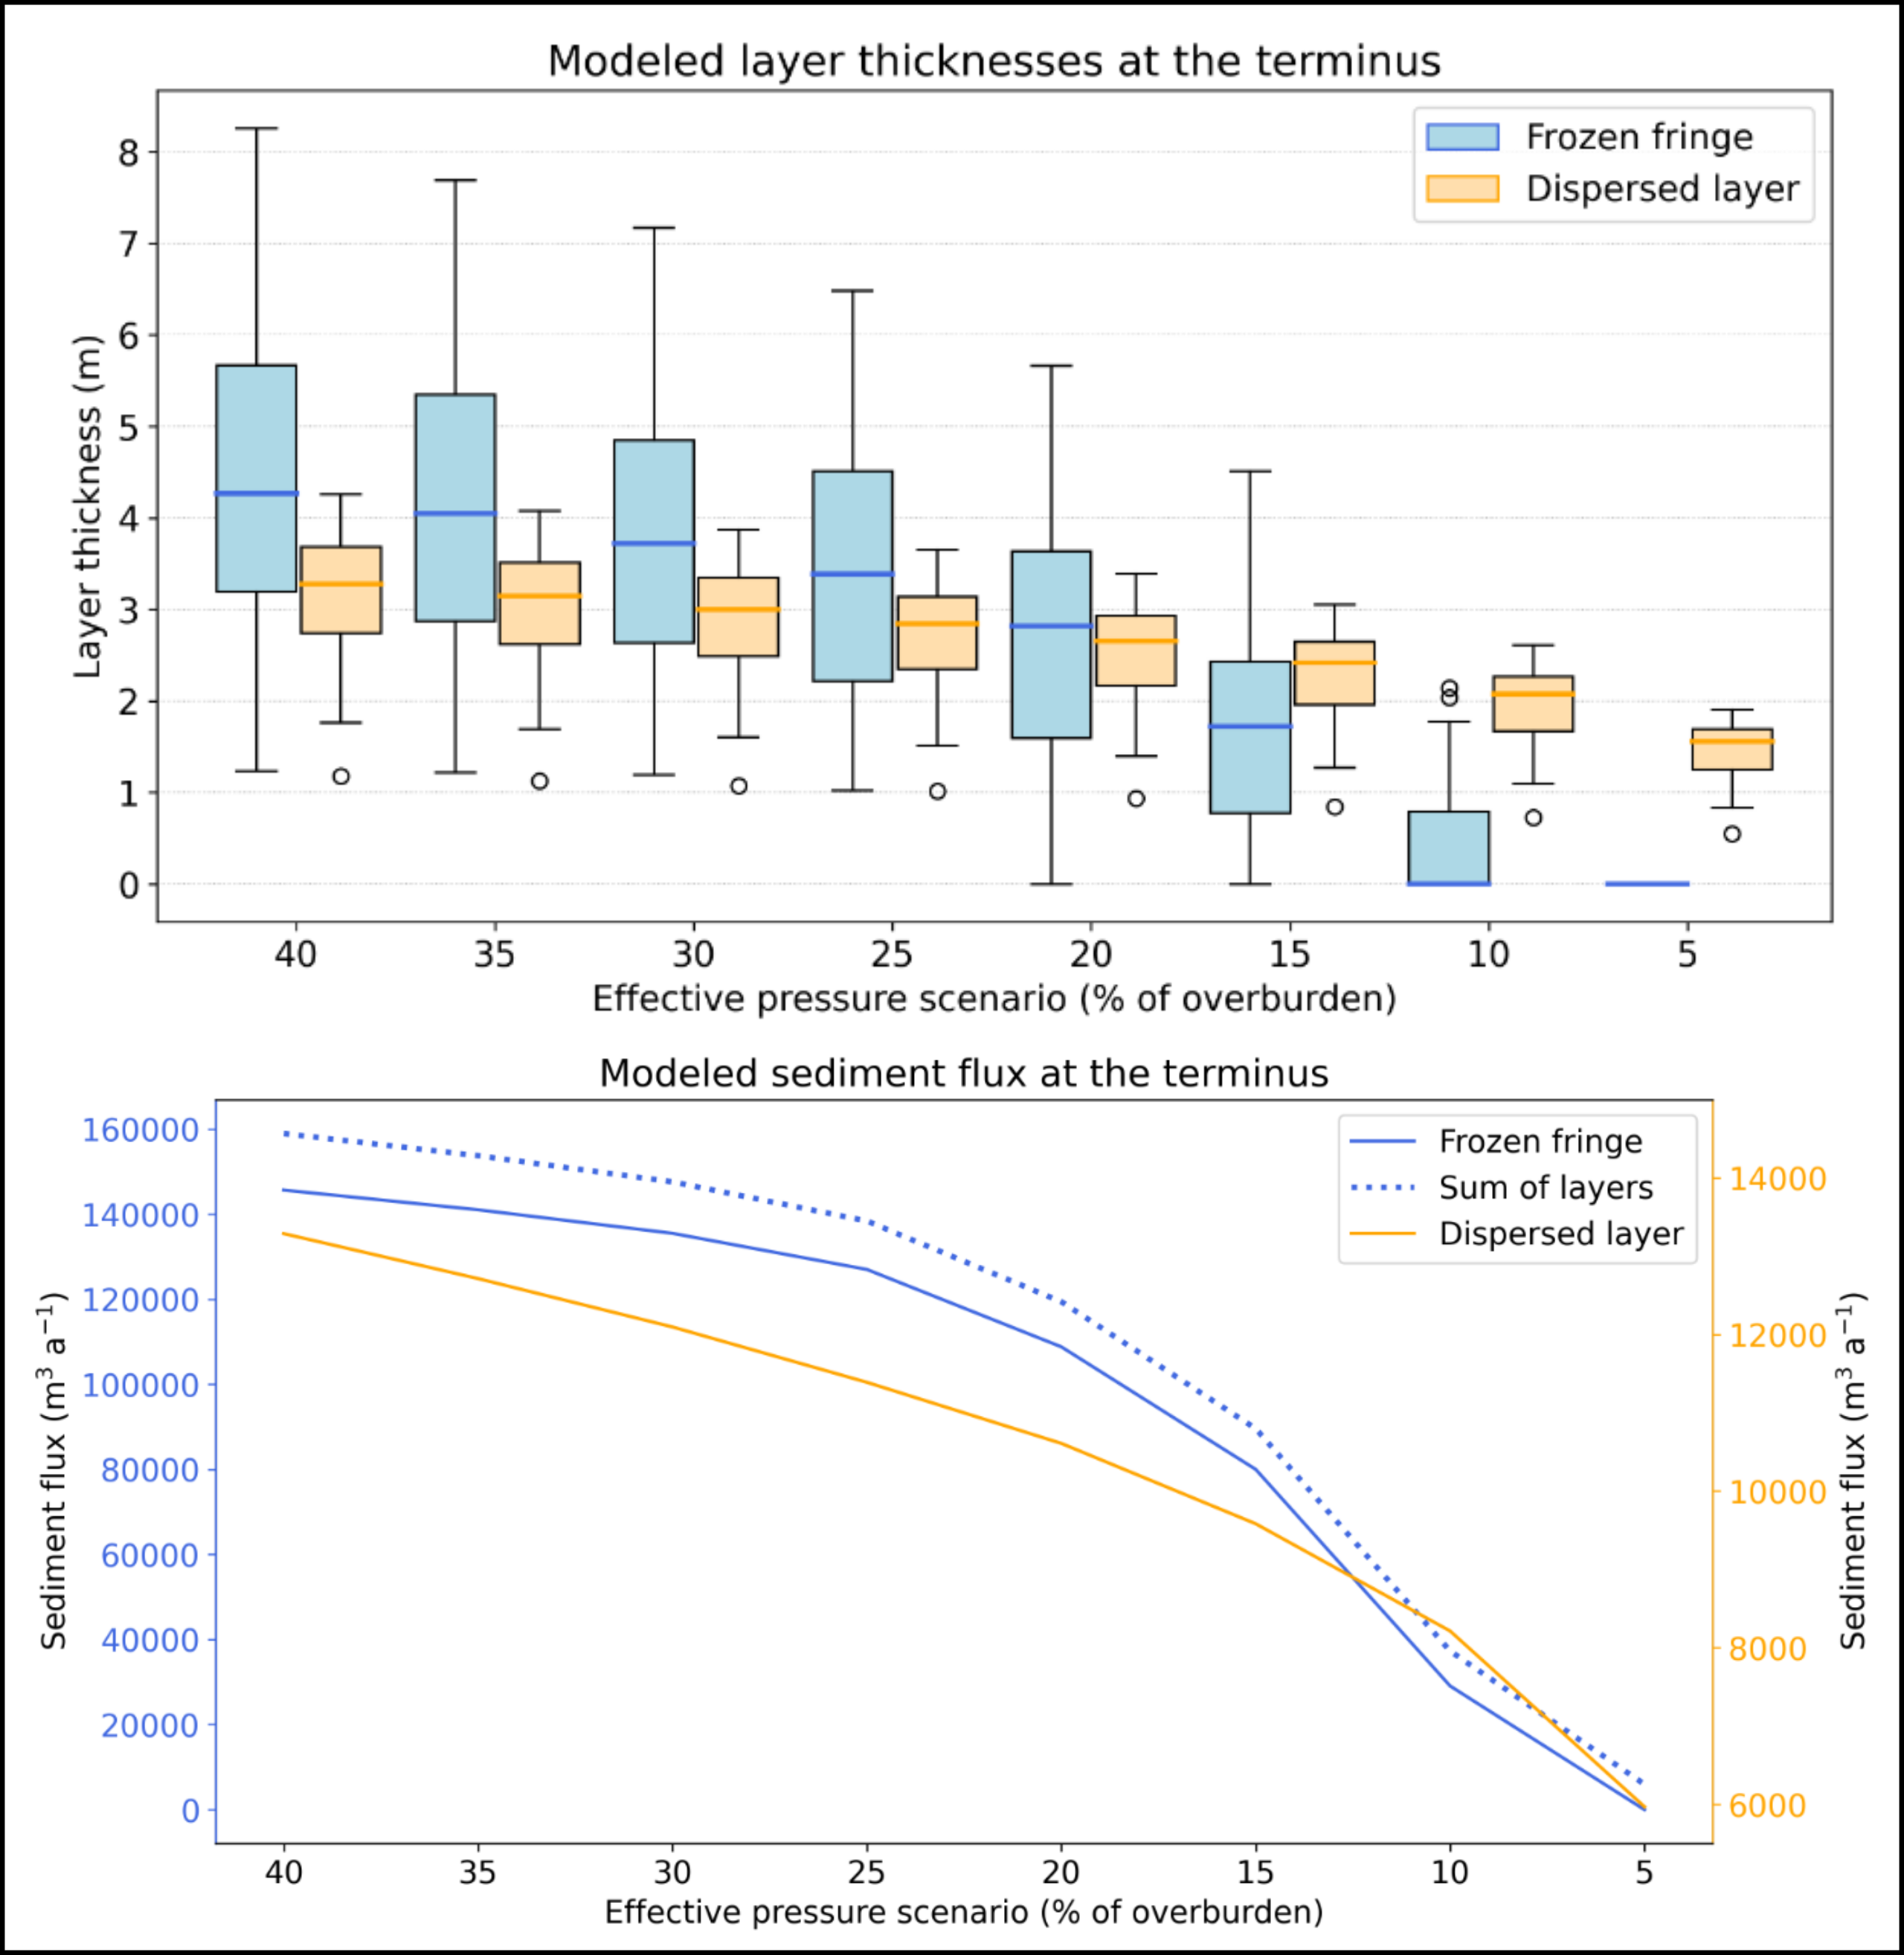 Modeled layer thicknesses at the terminus
Frozen fringe
Dispersed layer
Layer thickness (m)
8
7
6
5
4
3
2
1
0
40 35 30 25 20 15 10 5
Effective pressure scenario (% of overburden)
Modeled sediment flux at the terminus
Frozen fringe
Sum of layers
Dispersed layer
Sediment flux (m³ a⁻¹)
160000
140000
120000
100000
80000
60000
40000
20000
0
14000
12000
10000
8000
6000
Sediment flux (m³ a⁻¹)
40 35 30 25 20 15 10 5
Effective pressure scenario (% of overburden)